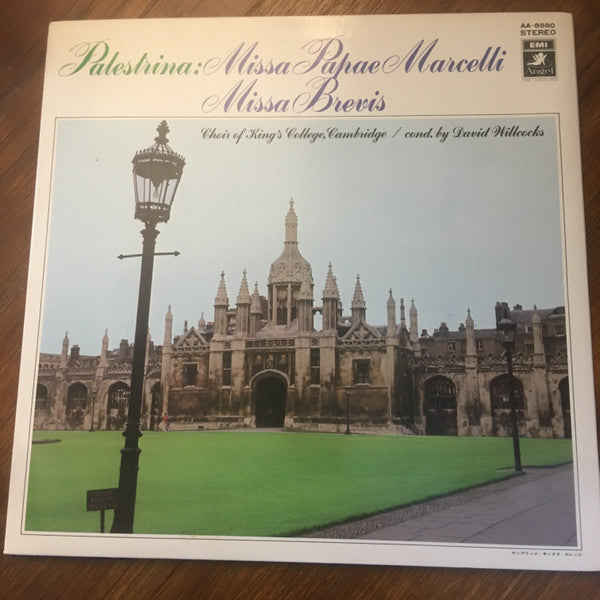 AA-8880
STEREO
Palestrina: Missa Papae Marcelli
Missa Brevis
EMI
Angel
Choir of King's College, Cambridge / cond. by David Willcocks
ケンブリッジ・キングス・カレッジ